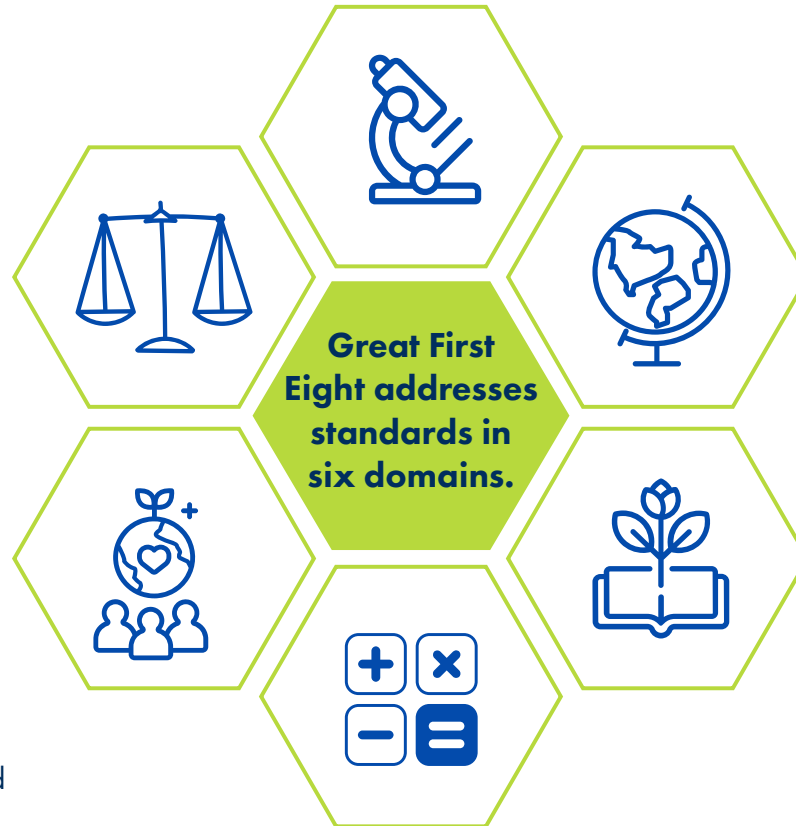 Great First
Eight addresses
standards in
six domains.